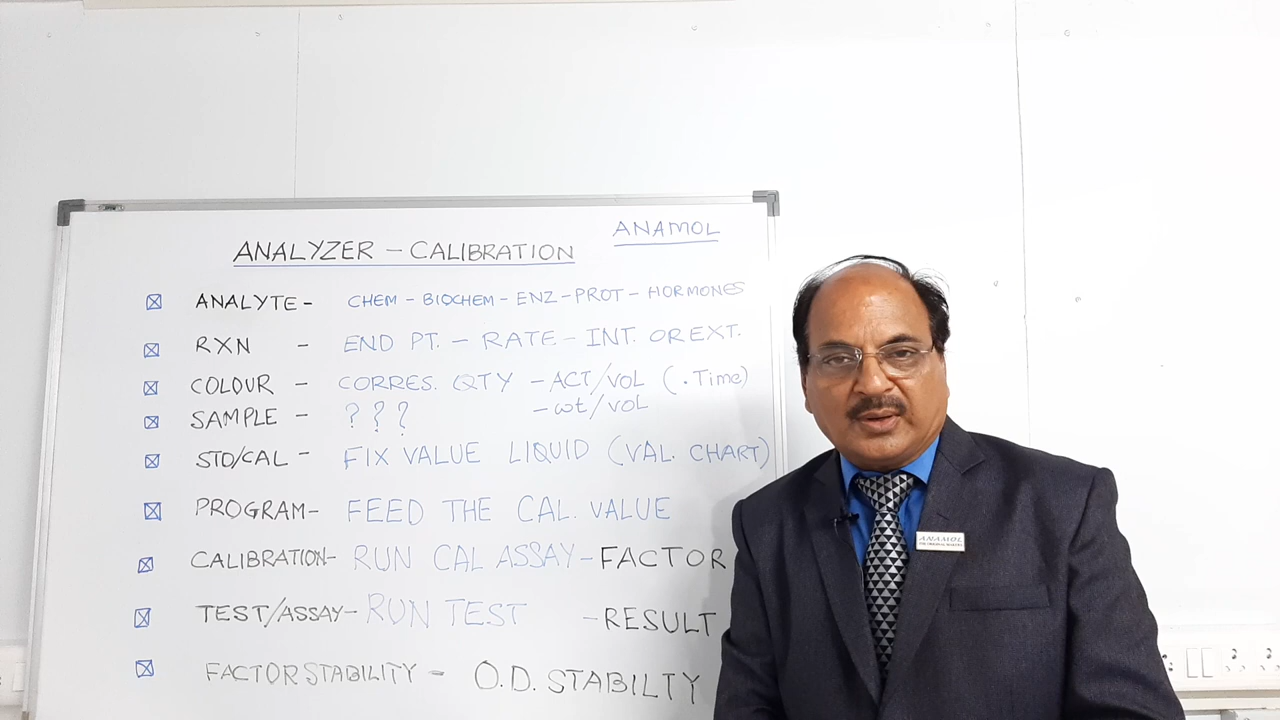 ANAMOL
ANALYZER - CALIBRATION
ANALYTE - CHEM - BIOCHEM - ENZ - PROT - HORMONES
RXN - END PT. - RATE - INT. OR EXT.
COLOUR - CORRES. QTY - ACT/VOL (. Time)
SAMPLE - ? ? ? - wt/VOL
STD/CAL - FIX VALUE LIQUID (VAL. CHART)
PROGRAM - FEED THE CAL. VALUE
CALIBRATION - RUN CAL ASSAY - FACTOR
TEST/ASSAY - RUN TEST - RESULT
FACTOR STABILITY - O.D. STABILTY
ANAMOL